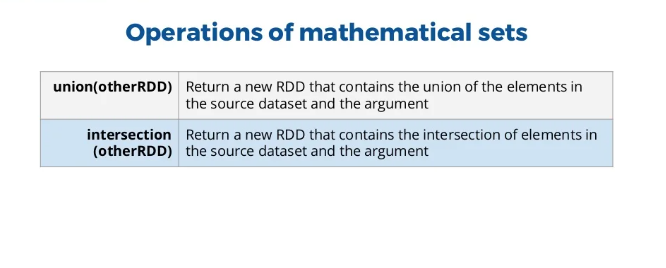 Operations of mathematical sets
union(otherRDD)
Return a new RDD that contains the union of the elements in
the source dataset and the argument
intersection
(otherRDD)
Return a new RDD that contains the intersection of elements in
the source dataset and the argument